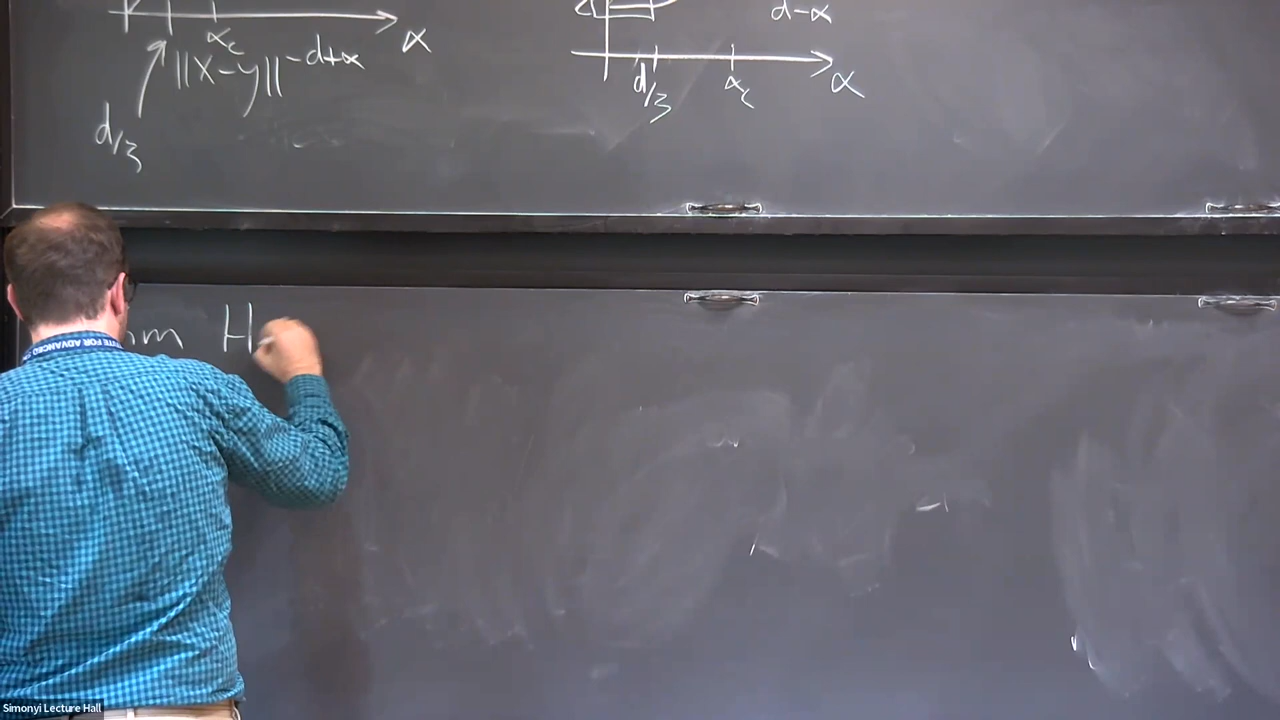 α_c
α
||x-y||^{-d+α}
d/3
d-α
d/3
α_c
α
H
Simonyi Lecture Hall